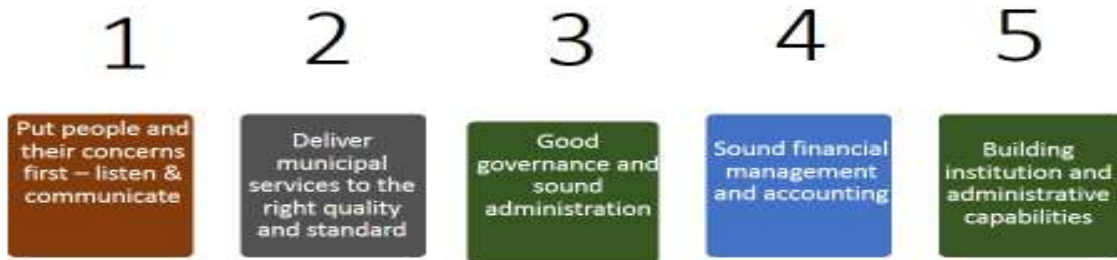 1
2
3
4
5
Put people and
their concerns
first – listen &
communicate
Deliver
municipal
services to the
right quality
and standard
Good
governance and
sound
administration
Sound financial
management
and accounting
Building
institution and
administrative
capabilities